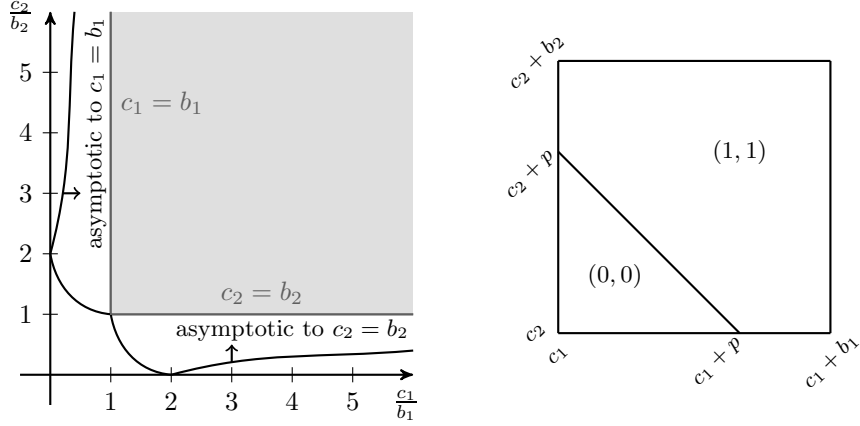 c₂/b₂
5
4
3
2
1
asymptotic to c₁ = b₁
c₁ = b₁
c₂ = b₂
asymptotic to c₂ = b₂
1 2 3 4 5 c₁/b₁
c₂ + b₂
c₂ + p
c₂
(1, 1)
(0, 0)
c₁
c₁ + p
c₁ + b₁